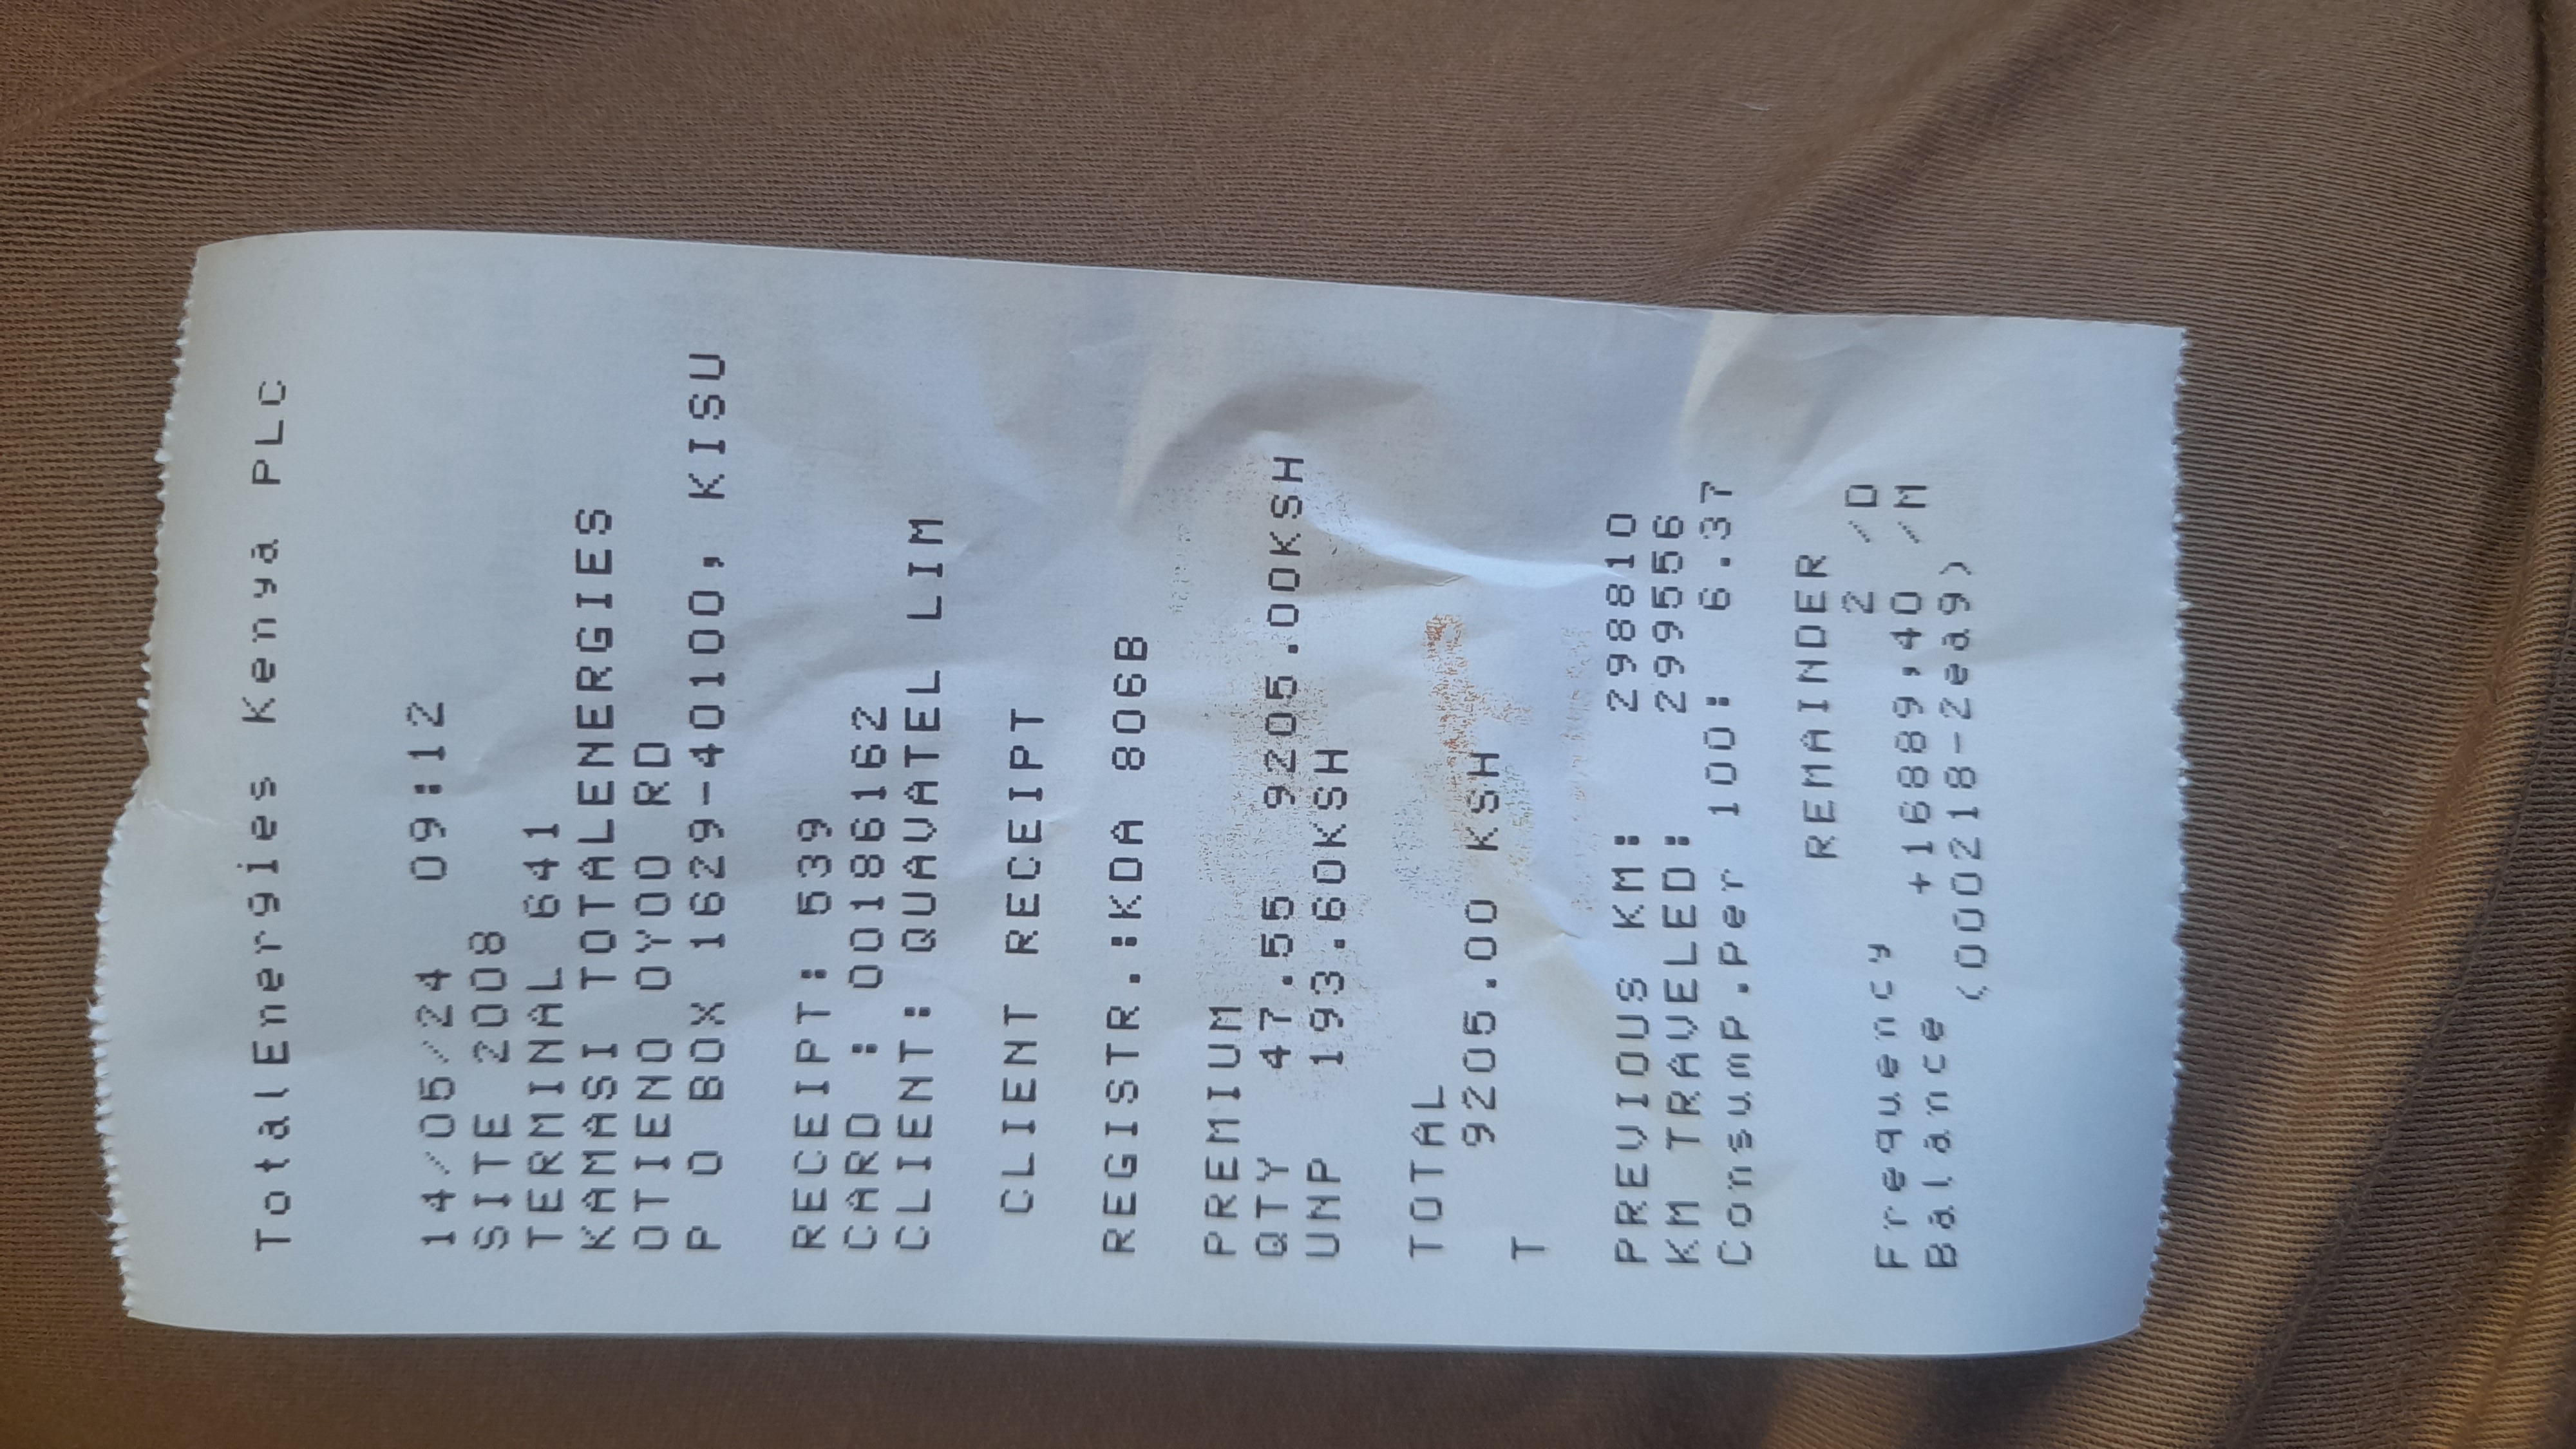 TotalEnergies Kenya PLC
14/05/24 09:12
SITE 2008
TERMINAL 641
KAMASI TOTALENERGIES
OTIENO OYOO RD
P O BOX 1629-40100, KISU
RECEIPT: 539
CARD : 00186162
CLIENT: QUAVATEL LIM
CLIENT RECEIPT
REGISTR.:KDA 806B
PREMIUM
QTY 47.55 9205.00KSH
UNP 193.60KSH
TOTAL
9205.00 KSH
T
PREVIOUS KM: 298810
KM TRAVELED: 299556
Consump.Per 100: 6.37
REMAINDER
Frequency 2 /D
Balance +16889,40 /M
(000218-2ea9)